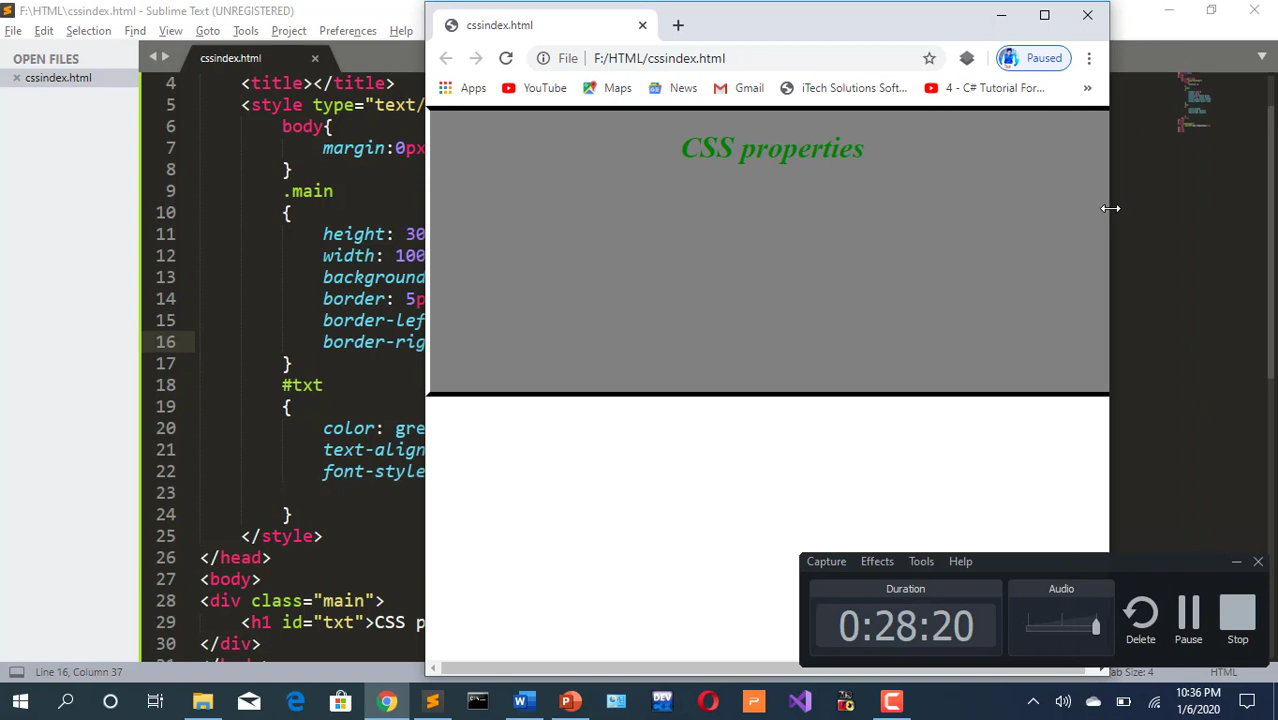 F:\HTML\cssindex.html - Sublime Text (UNREGISTERED)
File Edit Selection Find View Goto Tools Project Preferences Help
OPEN FILES
cssindex.html
cssindex.html
4 <title></title>
5 <style type="text/
6 body{
7 margin:0px
8 }
9 .main
10 {
11 height: 30
12 width: 100
13 background
14 border: 5p
15 border-lef
16 border-rig
17 }
18 #txt
19 {
20 color: gre
21 text-align
22 font-style
23
24 }
25 </style>
26 </head>
27 <body>
28 <div class="main">
29 <h1 id="txt">CSS p
30 </div>
Line 16, Column 37
cssindex.html
File F:/HTML/cssindex.html
Paused
Apps YouTube Maps News Gmail iTech Solutions Soft... 4 - C# Tutorial For... »
CSS properties
Capture Effects Tools Help
Duration
0:28:20
Audio
Delete Pause Stop
ab Size: 4 HTML
10:36 PM
1/6/2020